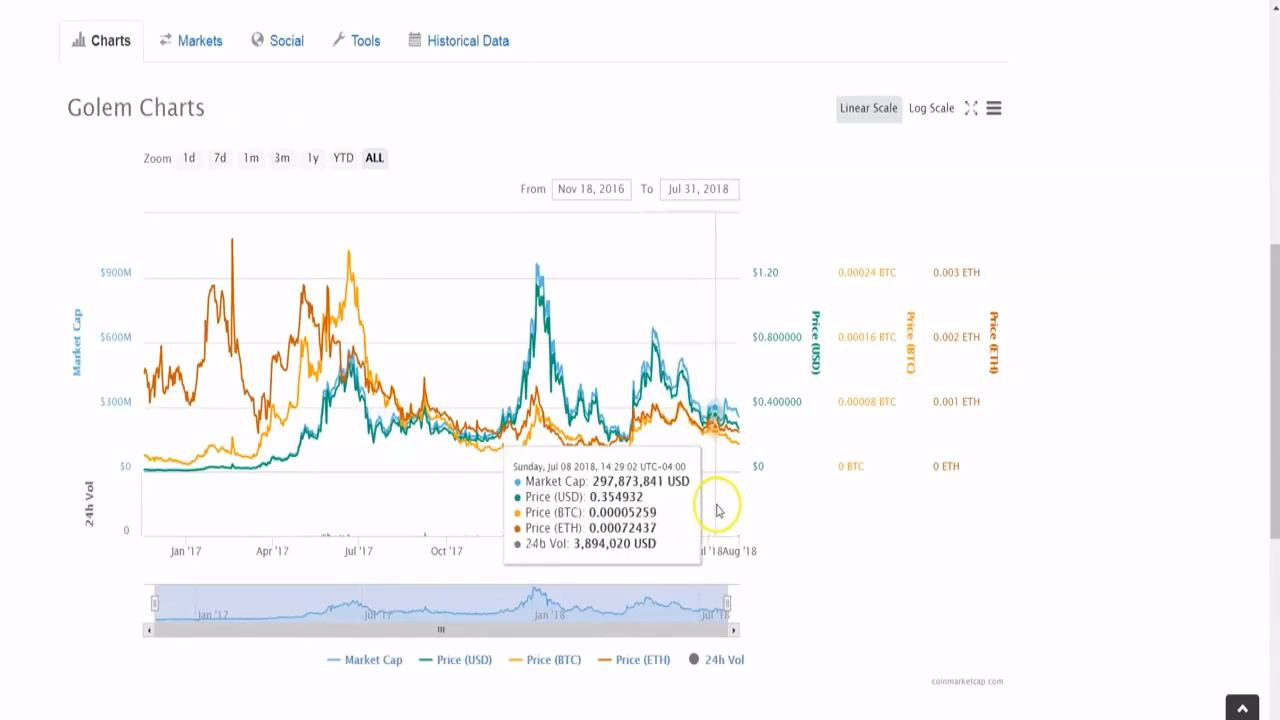 Charts Markets Social Tools Historical Data
Golem Charts
Linear Scale Log Scale
Zoom 1d 7d 1m 3m 1y YTD ALL
From Nov 18, 2016 To Jul 31, 2018
$900M $1.20 0.00024 BTC 0.003 ETH
$600M $0.800000 0.00016 BTC 0.002 ETH
$300M $0.400000 0.00008 BTC 0.001 ETH
$0 $0 0 BTC 0 ETH
Market Cap
Price (USD)
Price (BTC)
Price (ETH)
24h Vol
0
Sunday, Jul 08 2018, 14:29:02 UTC-04:00
Market Cap: 297,873,841 USD
Price (USD): 0.354932
Price (BTC): 0.00005259
Price (ETH): 0.00072437
24h Vol: 3,894,020 USD
Jan '17 Apr '17 Jul '17 Oct '17 '18 Aug '18
Jan '17 Jul '17 Jan '18 Jul '18
Market Cap Price (USD) Price (BTC) Price (ETH) 24h Vol
coinmarketcap.com